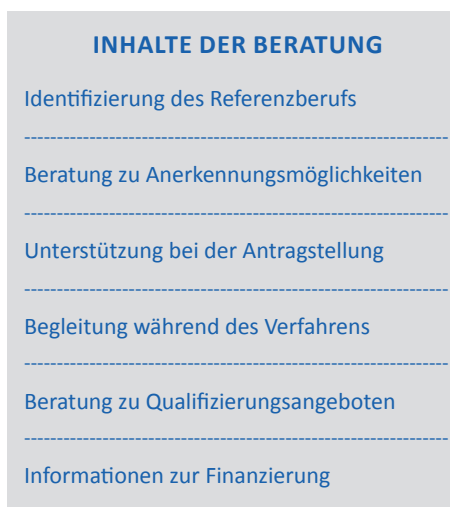 INHALTE DER BERATUNG
Identifizierung des Referenzberufs
Beratung zu Anerkennungsmöglichkeiten
Unterstützung bei der Antragstellung
Begleitung während des Verfahrens
Beratung zu Qualifizierungsangeboten
Informationen zur Finanzierung